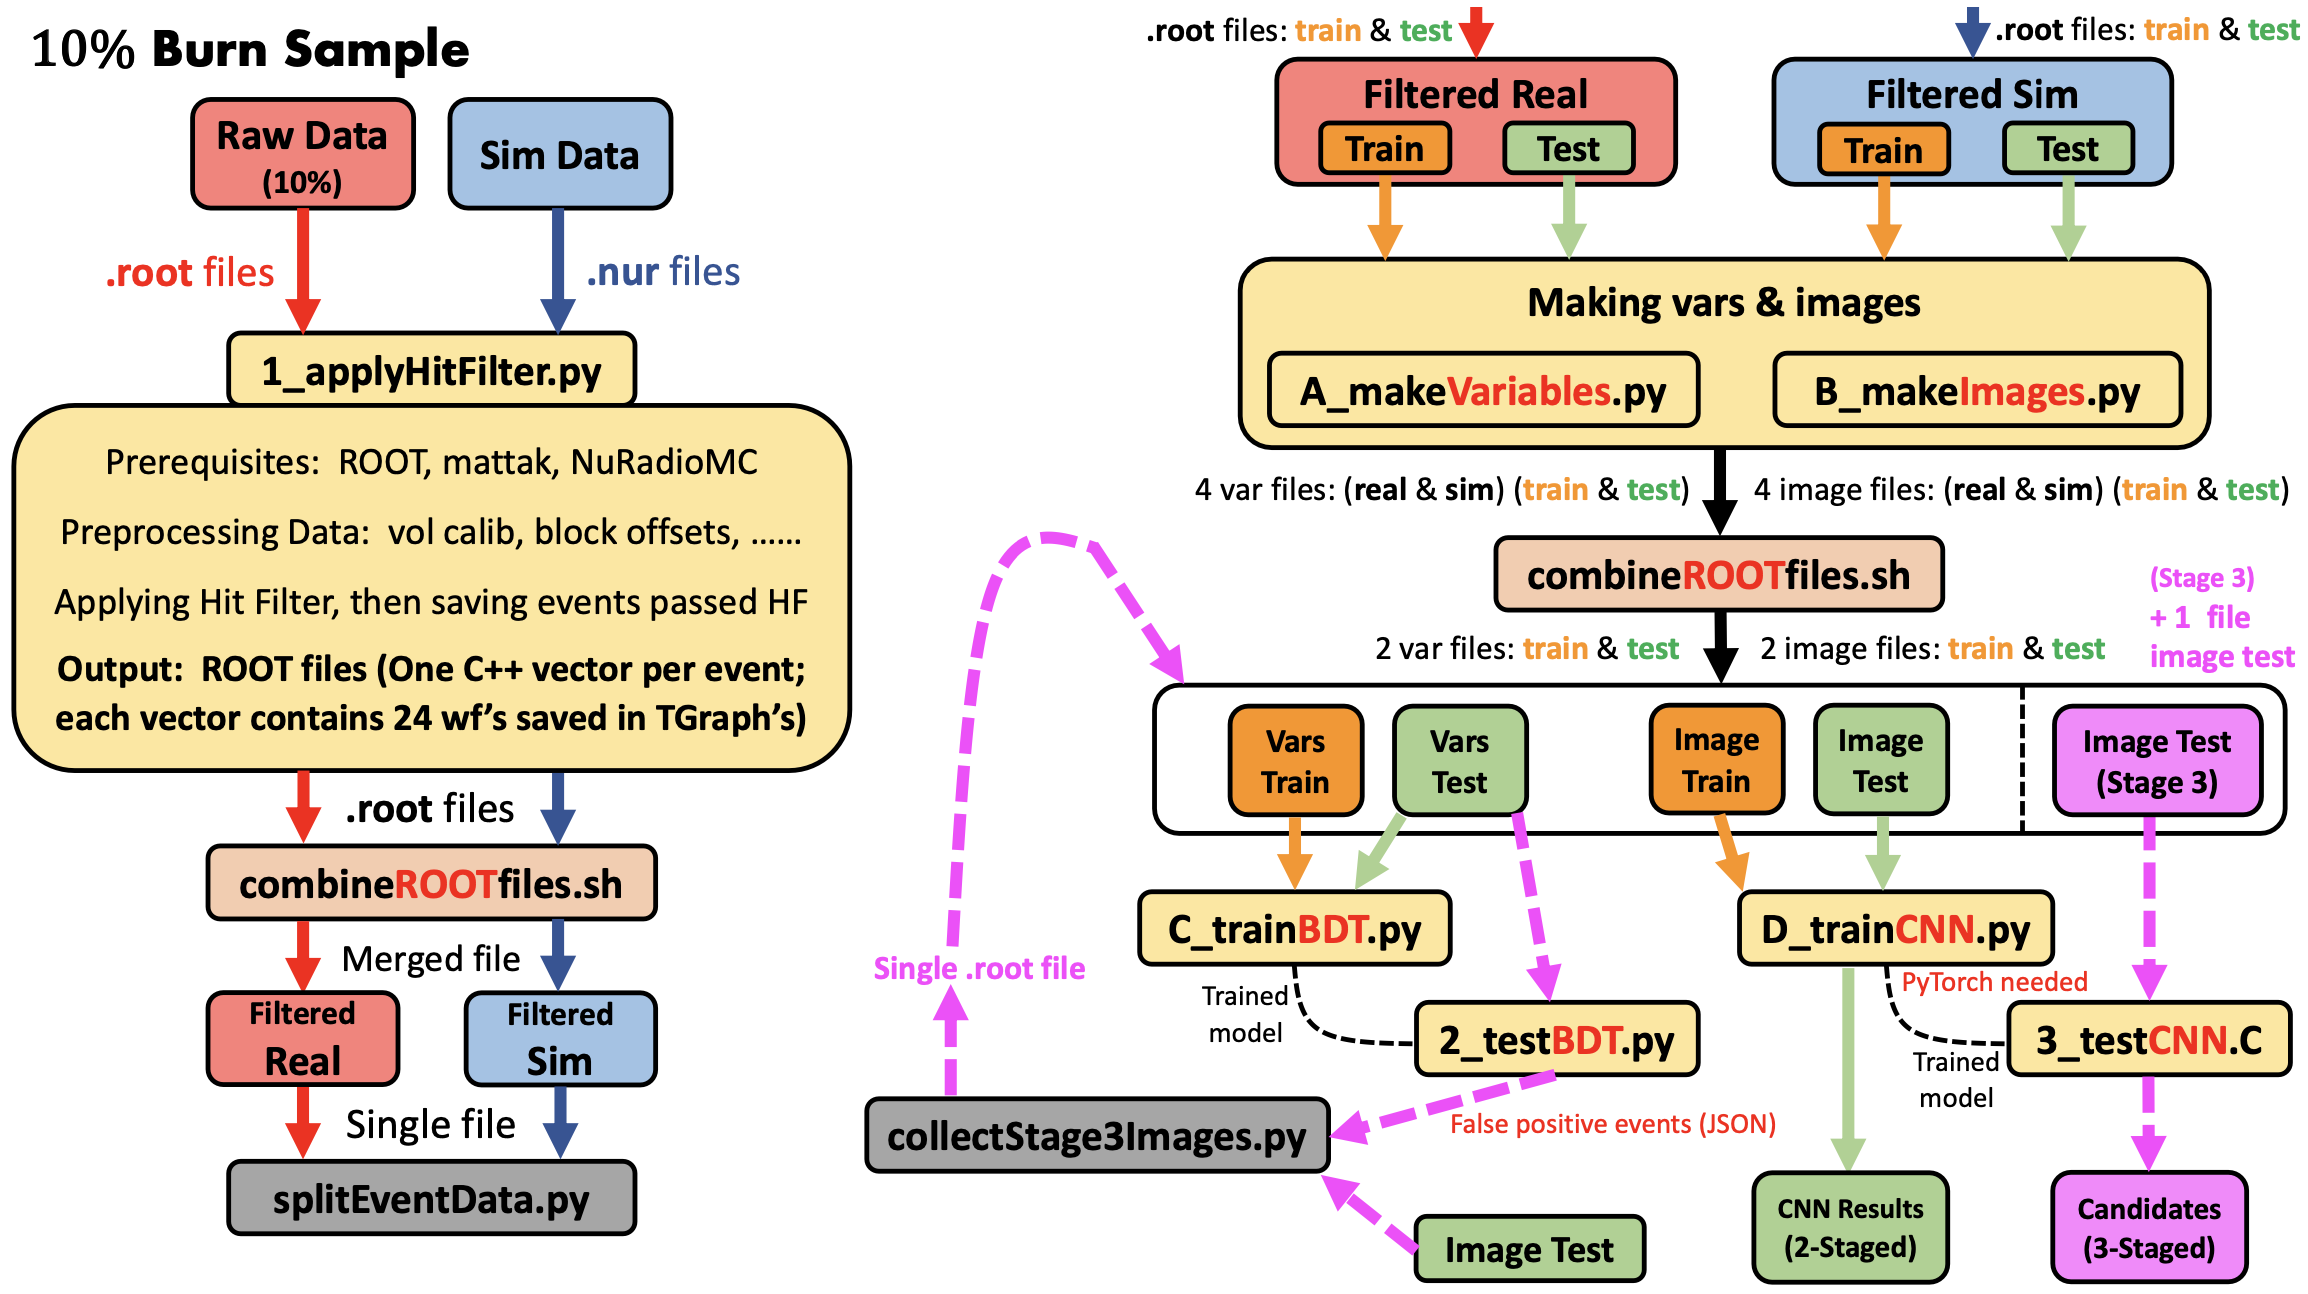 10% Burn Sample
Raw Data
(10%)
Sim Data
.root files
.nur files
1_applyHitFilter.py
Prerequisites: ROOT, mattak, NuRadioMC
Preprocessing Data: vol calib, block offsets, ......
Applying Hit Filter, then saving events passed HF
Output: ROOT files (One C++ vector per event;
each vector contains 24 wf's saved in TGraph's)
.root files
combineROOTfiles.sh
Merged file
Filtered
Real
Filtered
Sim
Single file
splitEventData.py
.root files: train & test
.root files: train & test
Filtered Real
Train
Test
Filtered Sim
Train
Test
Making vars & images
A_makeVariables.py
B_makeImages.py
4 var files: (real & sim) (train & test)
4 image files: (real & sim) (train & test)
combineROOTfiles.sh
2 var files: train & test
2 image files: train & test
(Stage 3)
+ 1 file
image test
Vars
Train
Vars
Test
Image
Train
Image
Test
Image Test
(Stage 3)
C_trainBDT.py
D_trainCNN.py
Single .root file
Trained
model
PyTorch needed
2_testBDT.py
3_testCNN.C
Trained
model
False positive events (JSON)
collectStage3Images.py
Image Test
CNN Results
(2-Staged)
Candidates
(3-Staged)